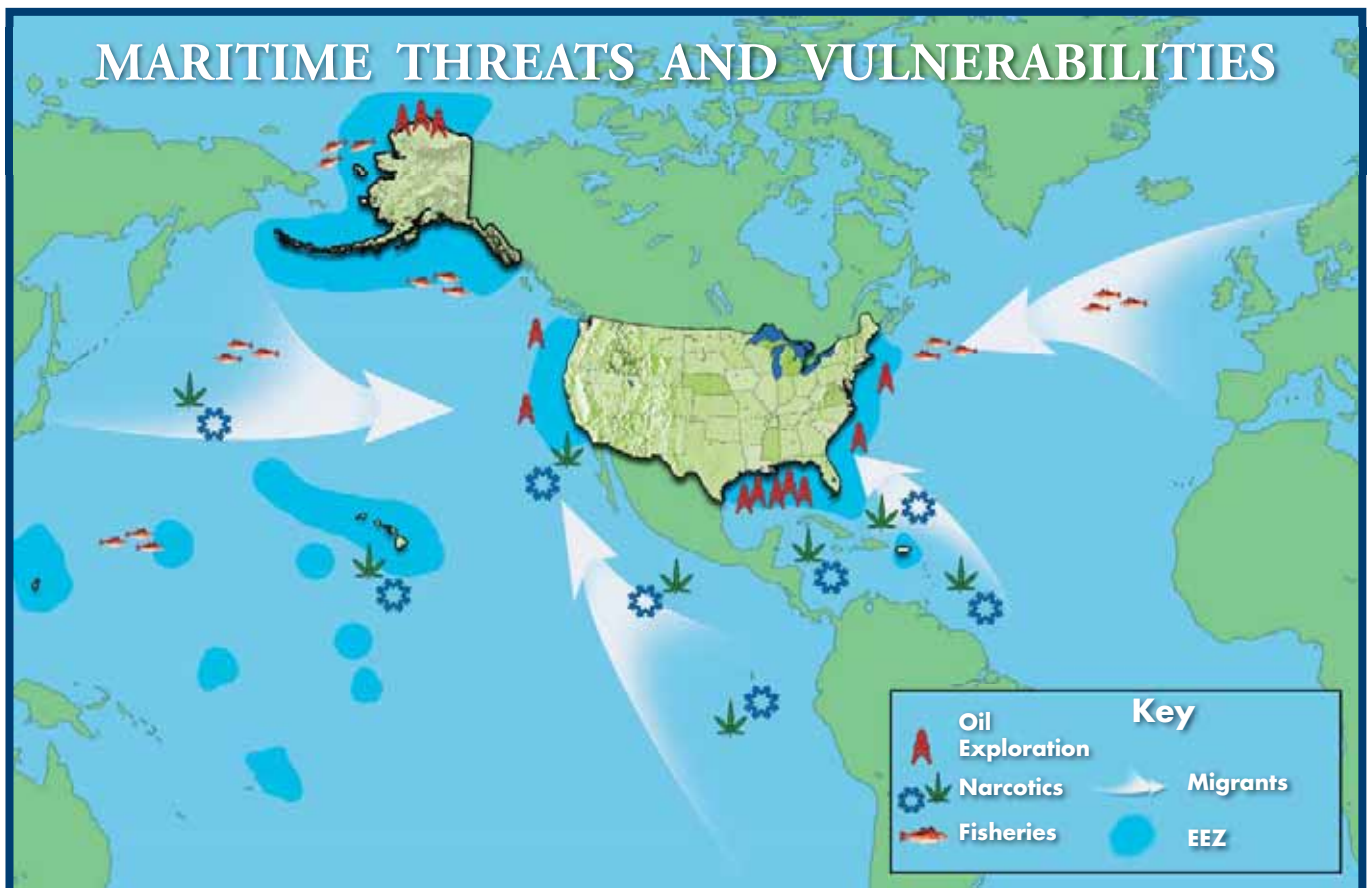 MARITIME THREATS AND VULNERABILITIES
Key
Oil
Exploration
Narcotics
Fisheries
Migrants
EEZ